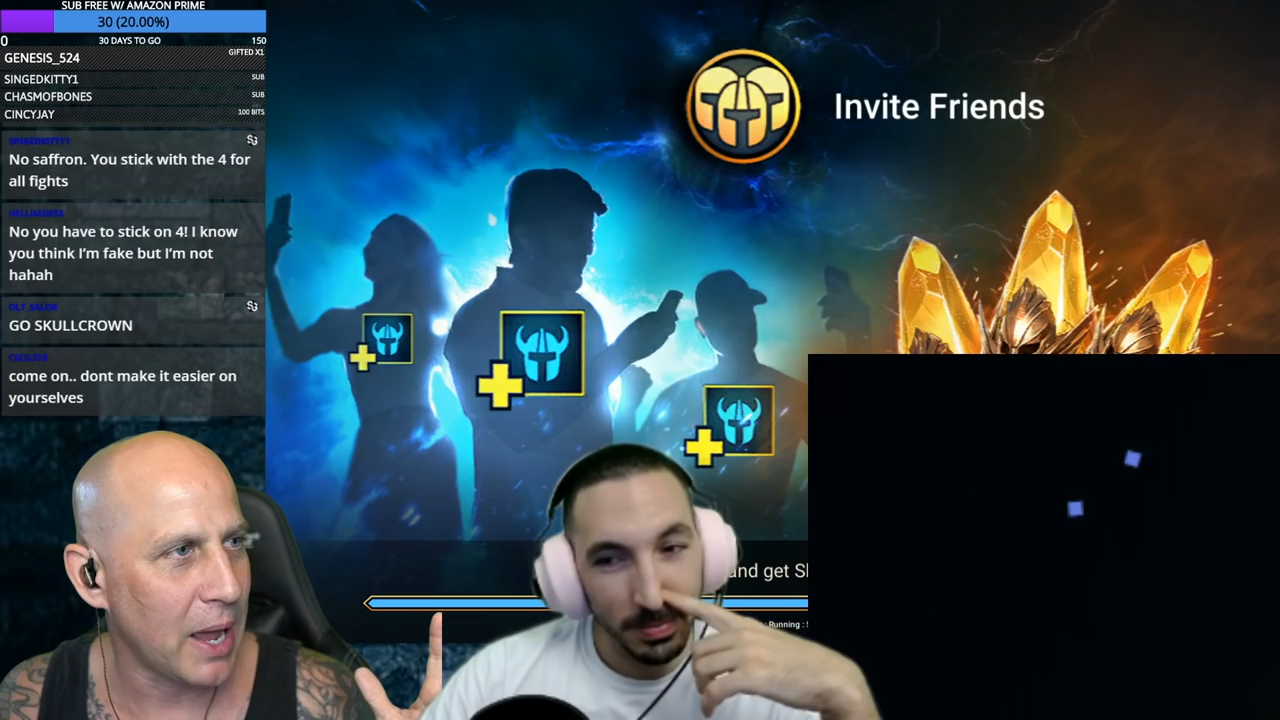 SUB FREE W/ AMAZON PRIME
30 (20.00%)
0 30 DAYS TO GO 150
GENESIS_524 GIFTED X1
SINGEDKITTY1 SUB
CHASMOFBONES SUB
CINCYJAY 100 BITS
SINGEDKITTY1
No saffron. You stick with the 4 for
all fights
HELLHADESS
No you have to stick on 4! I know
you think I'm fake but I'm not
hahah
GO SKULLCROWN
come on.. dont make it easier on
yourselves
Invite Friends
and get
Running :